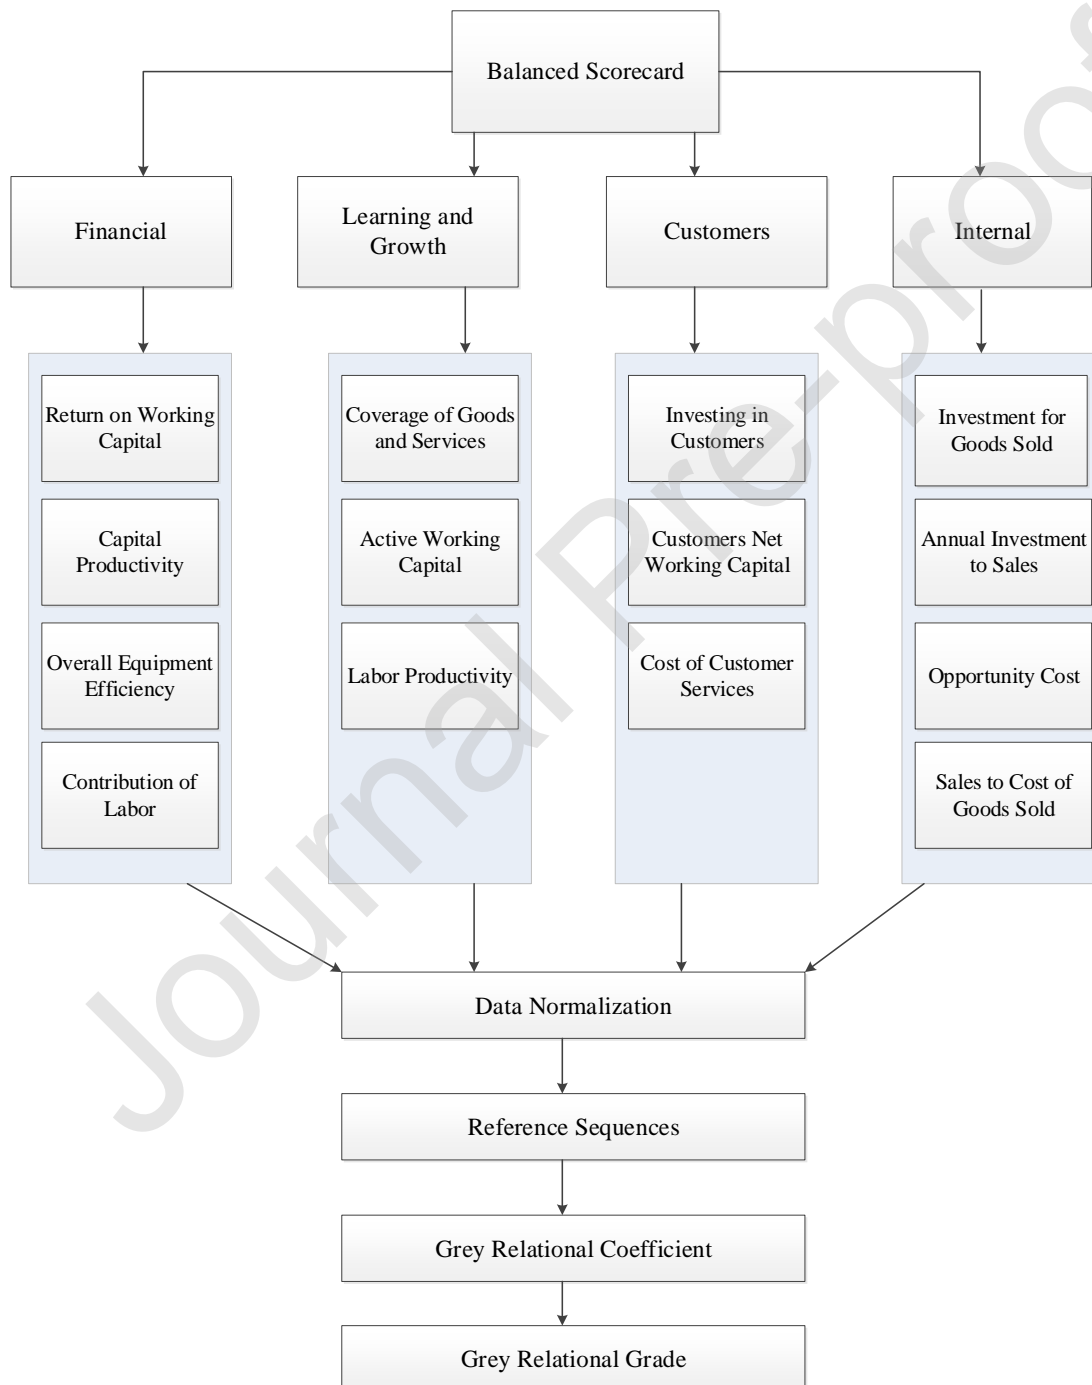 Balanced Scorecard
Financial
Learning and
Growth
Customers
Internal
Return on Working
Capital
Capital
Productivity
Overall Equipment
Efficiency
Contribution of
Labor
Coverage of Goods
and Services
Active Working
Capital
Labor Productivity
Investing in
Customers
Customers Net
Working Capital
Cost of Customer
Services
Investment for
Goods Sold
Annual Investment
to Sales
Opportunity Cost
Sales to Cost of
Goods Sold
Data Normalization
Reference Sequences
Grey Relational Coefficient
Grey Relational Grade
Journal Pre-proof